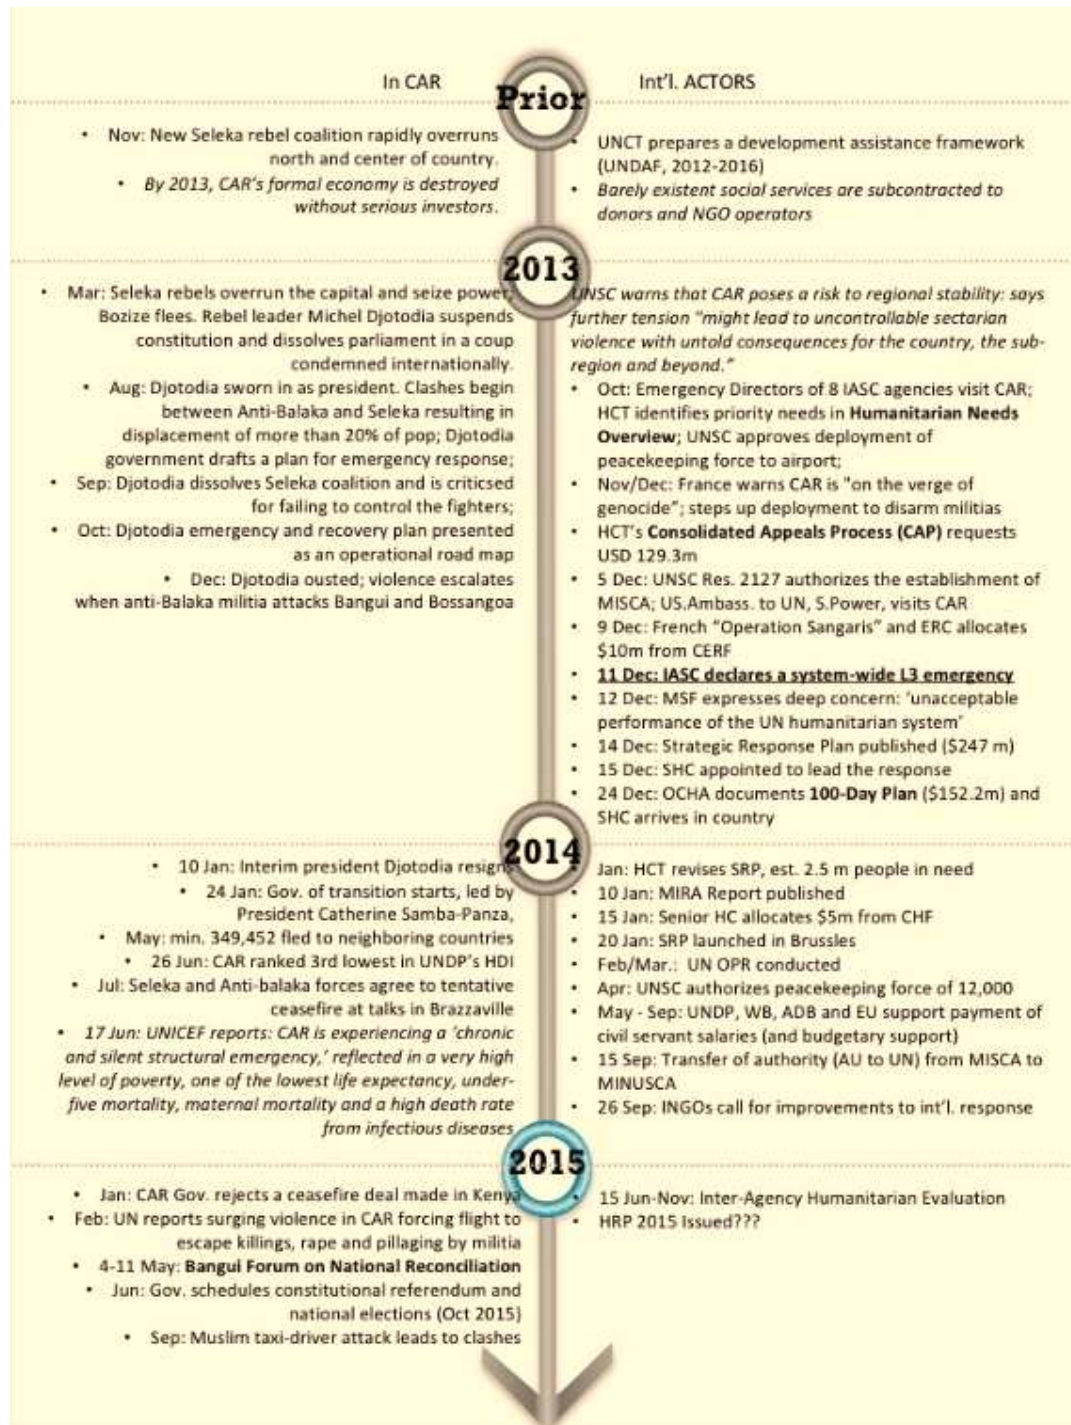 In CAR
Prior
Int'l. ACTORS
• Nov: New Seleka rebel coalition rapidly overruns
north and center of country.
• By 2013, CAR's formal economy is destroyed
without serious investors.
• UNCT prepares a development assistance framework
(UNDAF, 2012-2016)
• Barely existent social services are subcontracted to
donors and NGO operators
2013
• Mar: Seleka rebels overrun the capital and seize power,
Bozize flees. Rebel leader Michel Djotodia suspends
constitution and dissolves parliament in a coup
condemned internationally.
• Aug: Djotodia sworn in as president. Clashes begin
between Anti-Balaka and Seleka resulting in
displacement of more than 20% of pop; Djotodia
government drafts a plan for emergency response;
• Sep: Djotodia dissolves Seleka coalition and is criticsed
for failing to control the fighters;
• Oct: Djotodia emergency and recovery plan presented
as an operational road map
• Dec: Djotodia ousted; violence escalates
when anti-Balaka militia attacks Bangui and Bossangoa
UNSC warns that CAR poses a risk to regional stability: says
further tension "might lead to uncontrollable sectarian
violence with untold consequences for the country, the sub-
region and beyond."
• Oct: Emergency Directors of 8 IASC agencies visit CAR;
HCT identifies priority needs in Humanitarian Needs
Overview; UNSC approves deployment of
peacekeeping force to airport;
• Nov/Dec: France warns CAR is "on the verge of
genocide"; steps up deployment to disarm militias
• HCT's Consolidated Appeals Process (CAP) requests
USD 129.3m
• 5 Dec: UNSC Res. 2127 authorizes the establishment of
MISCA; US.Ambass. to UN, S.Power, visits CAR
• 9 Dec: French "Operation Sangaris" and ERC allocates
$10m from CERF
• 11 Dec: IASC declares a system-wide L3 emergency
• 12 Dec: MSF expresses deep concern: 'unacceptable
performance of the UN humanitarian system'
• 14 Dec: Strategic Response Plan published ($247 m)
• 15 Dec: SHC appointed to lead the response
• 24 Dec: OCHA documents 100-Day Plan ($152.2m) and
SHC arrives in country
2014
• 10 Jan: Interim president Djotodia resigns
• 24 Jan: Gov. of transition starts, led by
President Catherine Samba-Panza,
• May: min. 349,452 fled to neighboring countries
• 26 Jun: CAR ranked 3rd lowest in UNDP's HDI
• Jul: Seleka and Anti-balaka forces agree to tentative
ceasefire at talks in Brazzaville
• 17 Jun: UNICEF reports: CAR is experiencing a 'chronic
and silent structural emergency,' reflected in a very high
level of poverty, one of the lowest life expectancy, under-
five mortality, maternal mortality and a high death rate
from infectious diseases
• Jan: HCT revises SRP, est. 2.5 m people in need
• 10 Jan: MIRA Report published
• 15 Jan: Senior HC allocates $5m from CHF
• 20 Jan: SRP launched in Brussles
• Feb/Mar.: UN OPR conducted
• Apr: UNSC authorizes peacekeeping force of 12,000
• May - Sep: UNDP, WB, ADB and EU support payment of
civil servant salaries (and budgetary support)
• 15 Sep: Transfer of authority (AU to UN) from MISCA to
MINUSCA
• 26 Sep: INGOs call for improvements to int'l. response
2015
• Jan: CAR Gov. rejects a ceasefire deal made in Kenya
• Feb: UN reports surging violence in CAR forcing flight to
escape killings, rape and pillaging by militia
• 4-11 May: Bangui Forum on National Reconciliation
• Jun: Gov. schedules constitutional referendum and
national elections (Oct 2015)
• Sep: Muslim taxi-driver attack leads to clashes
• 15 Jun-Nov: Inter-Agency Humanitarian Evaluation
• HRP 2015 Issued???